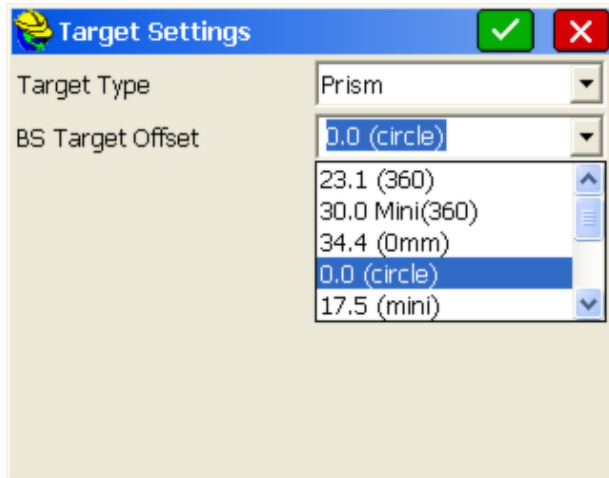 Target Settings
Target Type Prism
BS Target Offset 0.0 (circle)
23.1 (360)
30.0 Mini(360)
34.4 (0mm)
0.0 (circle)
17.5 (mini)